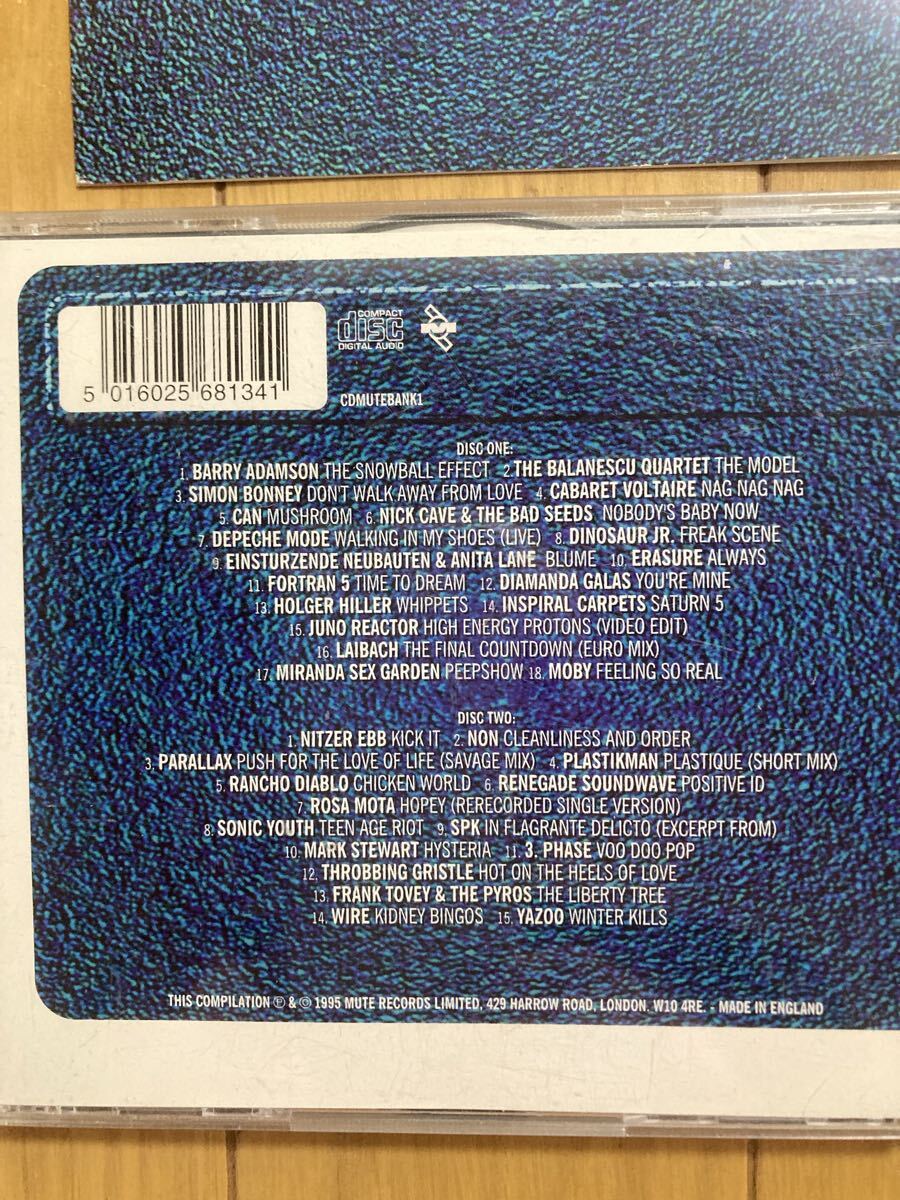 COMPACT
disc
DIGITAL AUDIO
5 016025 681341
CDMUTEBANK1
DISC ONE:
1. BARRY ADAMSON THE SNOWBALL EFFECT 2. THE BALANESCU QUARTET THE MODEL
3. SIMON BONNEY DON'T WALK AWAY FROM LOVE 4. CABARET VOLTAIRE NAG NAG NAG
5. CAN MUSHROOM 6. NICK CAVE & THE BAD SEEDS NOBODY'S BABY NOW
7. DEPECHE MODE WALKING IN MY SHOES (LIVE) 8. DINOSAUR JR. FREAK SCENE
9. EINSTURZENDE NEUBAUTEN & ANITA LANE BLUME 10. ERASURE ALWAYS
11. FORTRAN 5 TIME TO DREAM 12. DIAMANDA GALAS YOU'RE MINE
13. HOLGER HILLER WHIPPETS 14. INSPIRAL CARPETS SATURN 5
15. JUNO REACTOR HIGH ENERGY PROTONS (VIDEO EDIT)
16. LAIBACH THE FINAL COUNTDOWN (EURO MIX)
17. MIRANDA SEX GARDEN PEEPSHOW 18. MOBY FEELING SO REAL
DISC TWO:
1. NITZER EBB KICK IT 2. NON CLEANLINESS AND ORDER
3. PARALLAX PUSH FOR THE LOVE OF LIFE (SAVAGE MIX) 4. PLASTIKMAN PLASTIQUE (SHORT MIX)
5. RANCHO DIABLO CHICKEN WORLD 6. RENEGADE SOUNDWAVE POSITIVE ID
7. ROSA MOTA HOPEY (RERECORDED SINGLE VERSION)
8. SONIC YOUTH TEEN AGE RIOT 9. SPK IN FLAGRANTE DELICTO (EXCERPT FROM)
10. MARK STEWART HYSTERIA 11. 3. PHASE VOO DOO POP
12. THROBBING GRISTLE HOT ON THE HEELS OF LOVE
13. FRANK TOVEY & THE PYROS THE LIBERTY TREE
14. WIRE KIDNEY BINGOS 15. YAZOO WINTER KILLS
THIS COMPILATION ℗ & © 1995 MUTE RECORDS LIMITED, 429 HARROW ROAD, LONDON. W10 4RE. - MADE IN ENGLAND